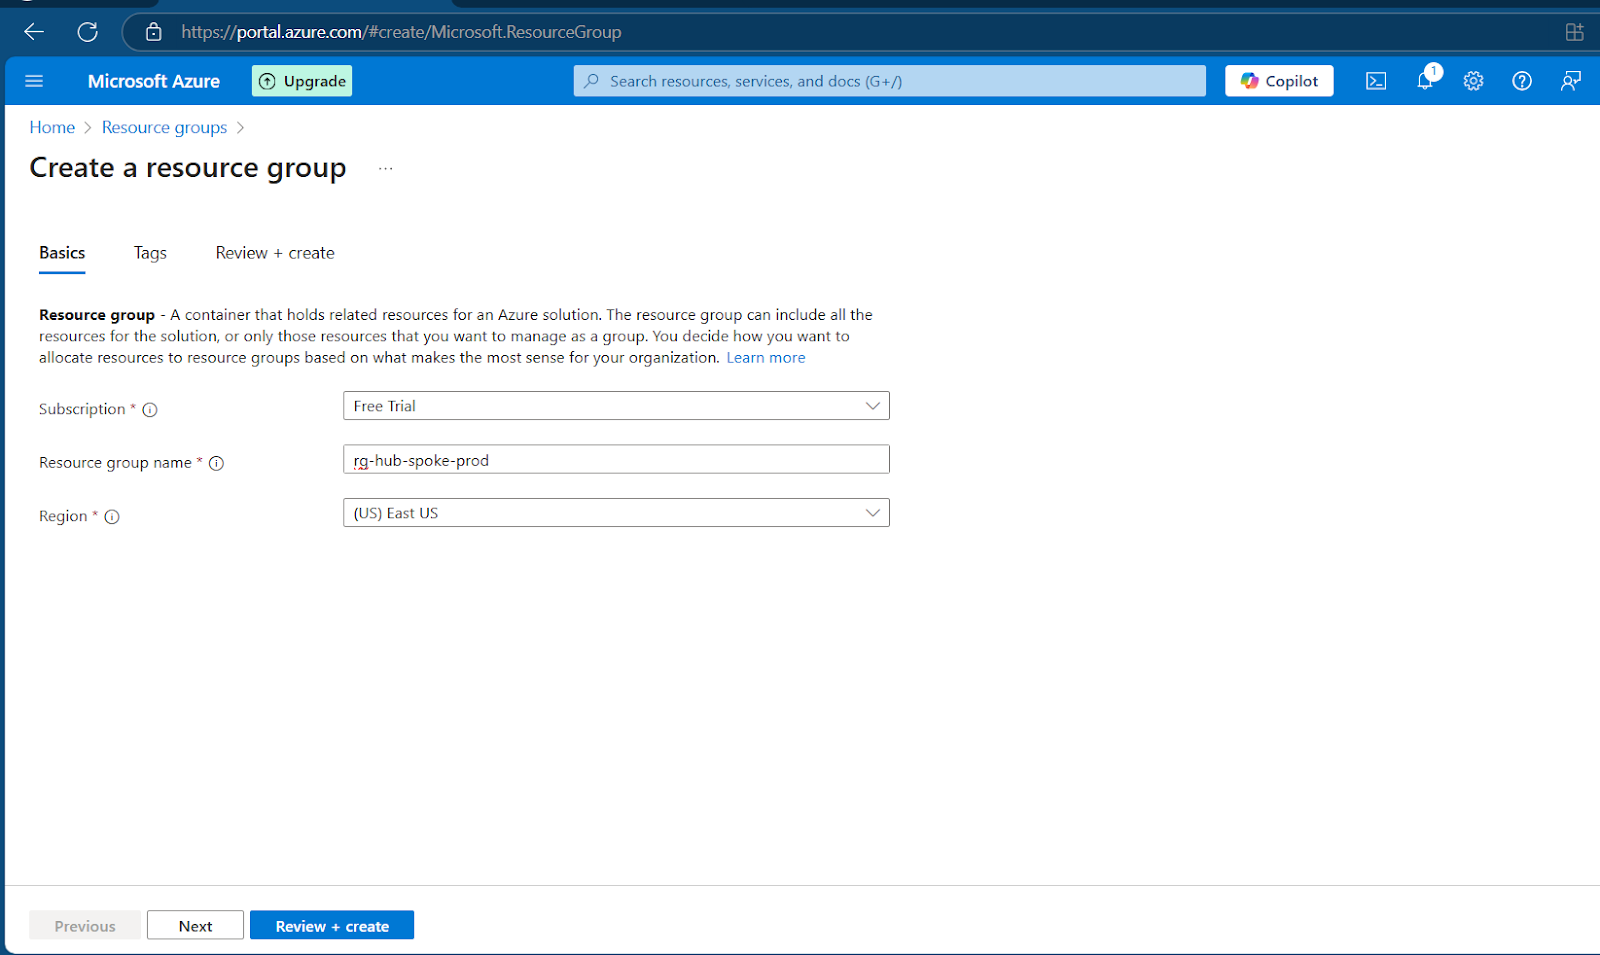 https://portal.azure.com/#create/Microsoft.ResourceGroup
Microsoft Azure
Upgrade
Search resources, services, and docs (G+/)
Copilot
1
Home > Resource groups >
Create a resource group ...
Basics Tags Review + create
Resource group - A container that holds related resources for an Azure solution. The resource group can include all the
resources for the solution, or only those resources that you want to manage as a group. You decide how you want to
allocate resources to resource groups based on what makes the most sense for your organization. Learn more
Subscription * Free Trial
Resource group name * rg-hub-spoke-prod
Region * (US) East US
Previous Next Review + create